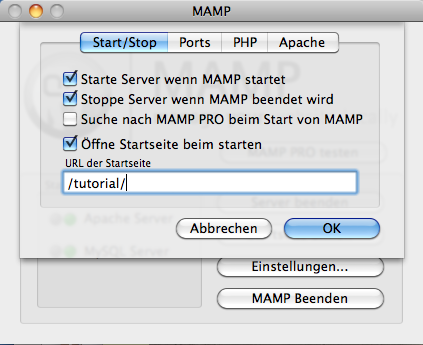 MAMP
Start/Stop Ports PHP Apache
Starte Server wenn MAMP startet
Stoppe Server wenn MAMP beendet wird
Suche nach MAMP PRO beim Start von MAMP
Öffne Startseite beim starten
MAMP PRO testen
URL der Startseite
/tutorial/
Server beenden
Apache Server
Abbrechen OK
MySQL Server
Einstellungen...
MAMP Beenden